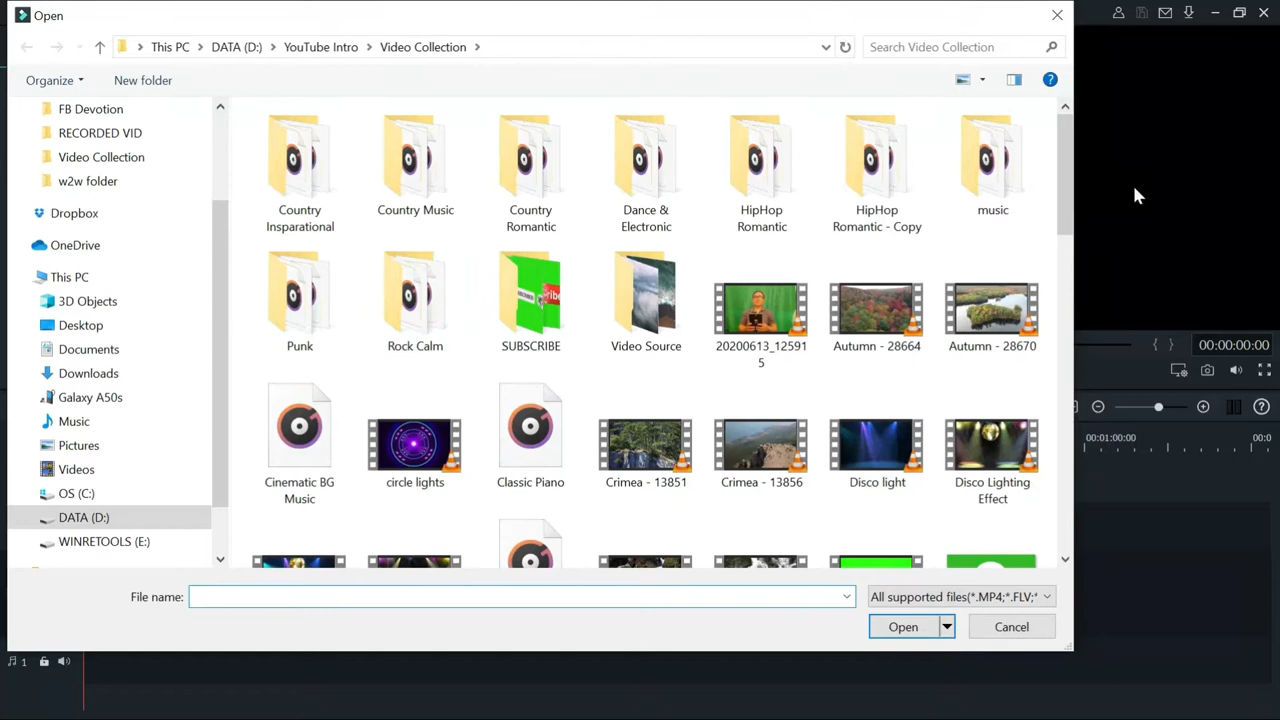 Open
This PC > DATA (D:) > YouTube Intro > Video Collection >
Search Video Collection
Organize
New folder
FB Devotion
RECORDED VID
Video Collection
w2w folder
Dropbox
OneDrive
This PC
3D Objects
Desktop
Documents
Downloads
Galaxy A50s
Music
Pictures
Videos
OS (C:)
DATA (D:)
WINRETOOLS (E:)
Country
Insparational
Country Music
Country
Romantic
Dance &
Electronic
HipHop
Romantic
HipHop
Romantic - Copy
music
Punk
Rock Calm
SUBSCRIBE
Video Source
20200613_12591
5
Autumn - 28664
Autumn - 28670
Cinematic BG
Music
circle lights
Classic Piano
Crimea - 13851
Crimea - 13856
Disco light
Disco Lighting
Effect
File name:
All supported files(*.MP4;*.FLV;*
Open
Cancel
00:00:00:00
00:01:00:00
00:0
1